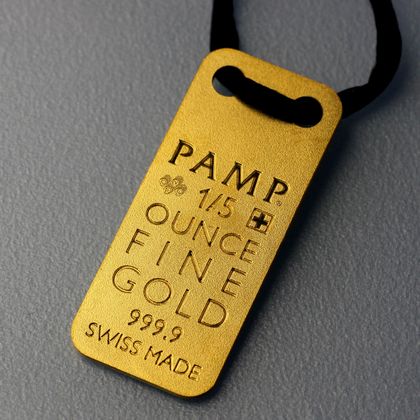 PAMP
1/5
OUNCE
FINE
GOLD
999.9
SWISS MADE